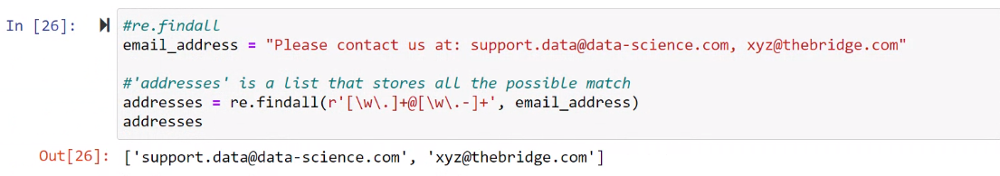 In [26]:
#re.findall
email_address = "Please contact us at: support.data@data-science.com, xyz@thebridge.com"
#'addresses' is a list that stores all the possible match
addresses = re.findall(r'[\w\.]+@[\w\.-]+', email_address)
addresses
Out[26]: ['support.data@data-science.com', 'xyz@thebridge.com']